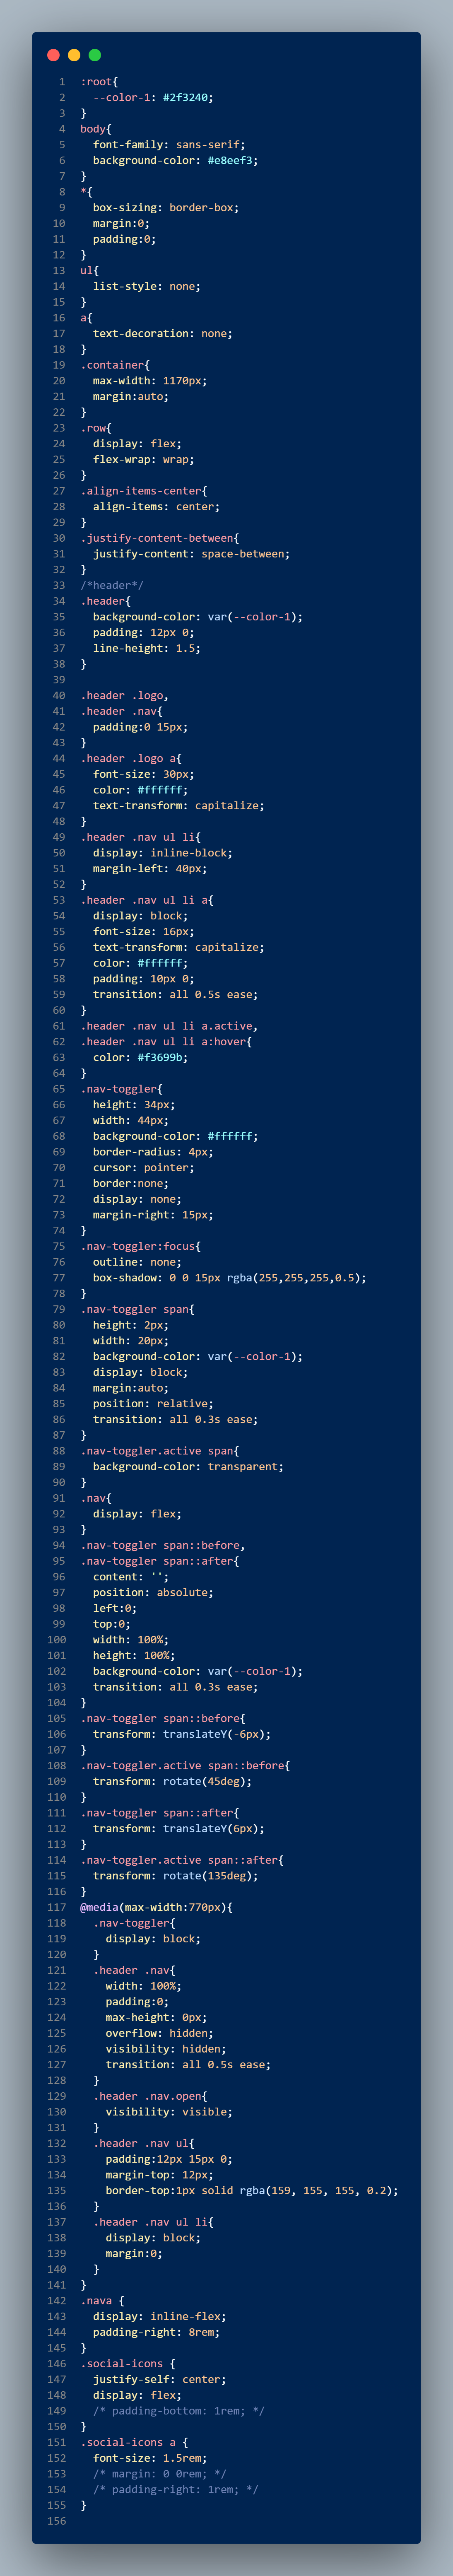 1 :root{
2   --color-1: #2f3240;
3 }
4 body{
5   font-family: sans-serif;
6   background-color: #e8eef3;
7 }
8 *{
9   box-sizing: border-box;
10   margin:0;
11   padding:0;
12 }
13 ul{
14   list-style: none;
15 }
16 a{
17   text-decoration: none;
18 }
19 .container{
20   max-width: 1170px;
21   margin:auto;
22 }
23 .row{
24   display: flex;
25   flex-wrap: wrap;
26 }
27 .align-items-center{
28   align-items: center;
29 }
30 .justify-content-between{
31   justify-content: space-between;
32 }
33 /*header*/
34 .header{
35   background-color: var(--color-1);
36   padding: 12px 0;
37   line-height: 1.5;
38 }
39
40 .header .logo,
41 .header .nav{
42   padding:0 15px;
43 }
44 .header .logo a{
45   font-size: 30px;
46   color: #ffffff;
47   text-transform: capitalize;
48 }
49 .header .nav ul li{
50   display: inline-block;
51   margin-left: 40px;
52 }
53 .header .nav ul li a{
54   display: block;
55   font-size: 16px;
56   text-transform: capitalize;
57   color: #ffffff;
58   padding: 10px 0;
59   transition: all 0.5s ease;
60 }
61 .header .nav ul li a.active,
62 .header .nav ul li a:hover{
63   color: #f3699b;
64 }
65 .nav-toggler{
66   height: 34px;
67   width: 44px;
68   background-color: #ffffff;
69   border-radius: 4px;
70   cursor: pointer;
71   border:none;
72   display: none;
73   margin-right: 15px;
74 }
75 .nav-toggler:focus{
76   outline: none;
77   box-shadow: 0 0 15px rgba(255,255,255,0.5);
78 }
79 .nav-toggler span{
80   height: 2px;
81   width: 20px;
82   background-color: var(--color-1);
83   display: block;
84   margin:auto;
85   position: relative;
86   transition: all 0.3s ease;
87 }
88 .nav-toggler.active span{
89   background-color: transparent;
90 }
91 .nav{
92   display: flex;
93 }
94 .nav-toggler span::before,
95 .nav-toggler span::after{
96   content: '';
97   position: absolute;
98   left:0;
99   top:0;
100   width: 100%;
101   height: 100%;
102   background-color: var(--color-1);
103   transition: all 0.3s ease;
104 }
105 .nav-toggler span::before{
106   transform: translateY(-6px);
107 }
108 .nav-toggler.active span::before{
109   transform: rotate(45deg);
110 }
111 .nav-toggler span::after{
112   transform: translateY(6px);
113 }
114 .nav-toggler.active span::after{
115   transform: rotate(135deg);
116 }
117 @media(max-width:770px){
118   .nav-toggler{
119     display: block;
120   }
121   .header .nav{
122     width: 100%;
123     padding:0;
124     max-height: 0px;
125     overflow: hidden;
126     visibility: hidden;
127     transition: all 0.5s ease;
128   }
129   .header .nav.open{
130     visibility: visible;
131   }
132   .header .nav ul{
133     padding:12px 15px 0;
134     margin-top: 12px;
135     border-top:1px solid rgba(159, 155, 155, 0.2);
136   }
137   .header .nav ul li{
138     display: block;
139     margin:0;
140   }
141 }
142 .nava {
143   display: inline-flex;
144   padding-right: 8rem;
145 }
146 .social-icons {
147   justify-self: center;
148   display: flex;
149   /* padding-bottom: 1rem; */
150 }
151 .social-icons a {
152   font-size: 1.5rem;
153   /* margin: 0 0rem; */
154   /* padding-right: 1rem; */
155 }
156